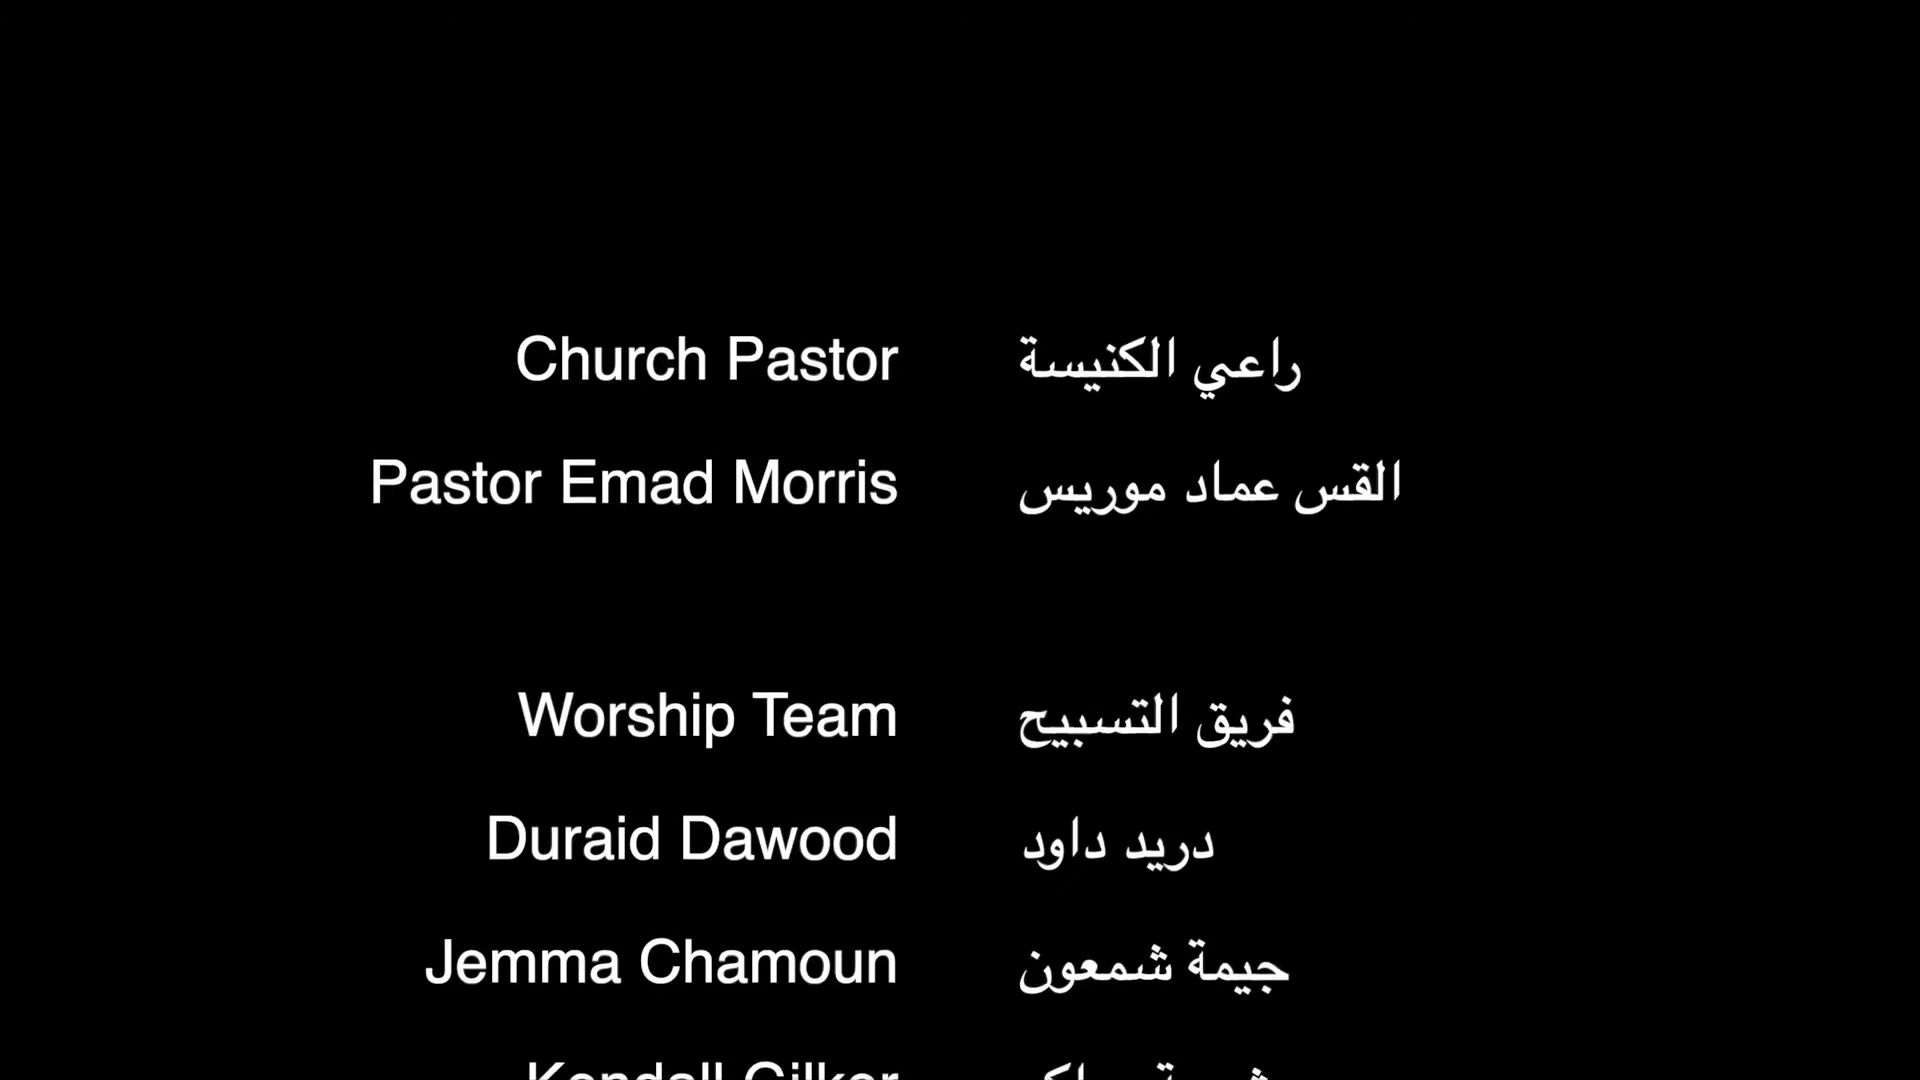 Church Pastor راعي الكنيسة
Pastor Emad Morris القس عماد موريس
Worship Team فريق التسبيح
Duraid Dawood دريد داود
Jemma Chamoun جيمة شمعون